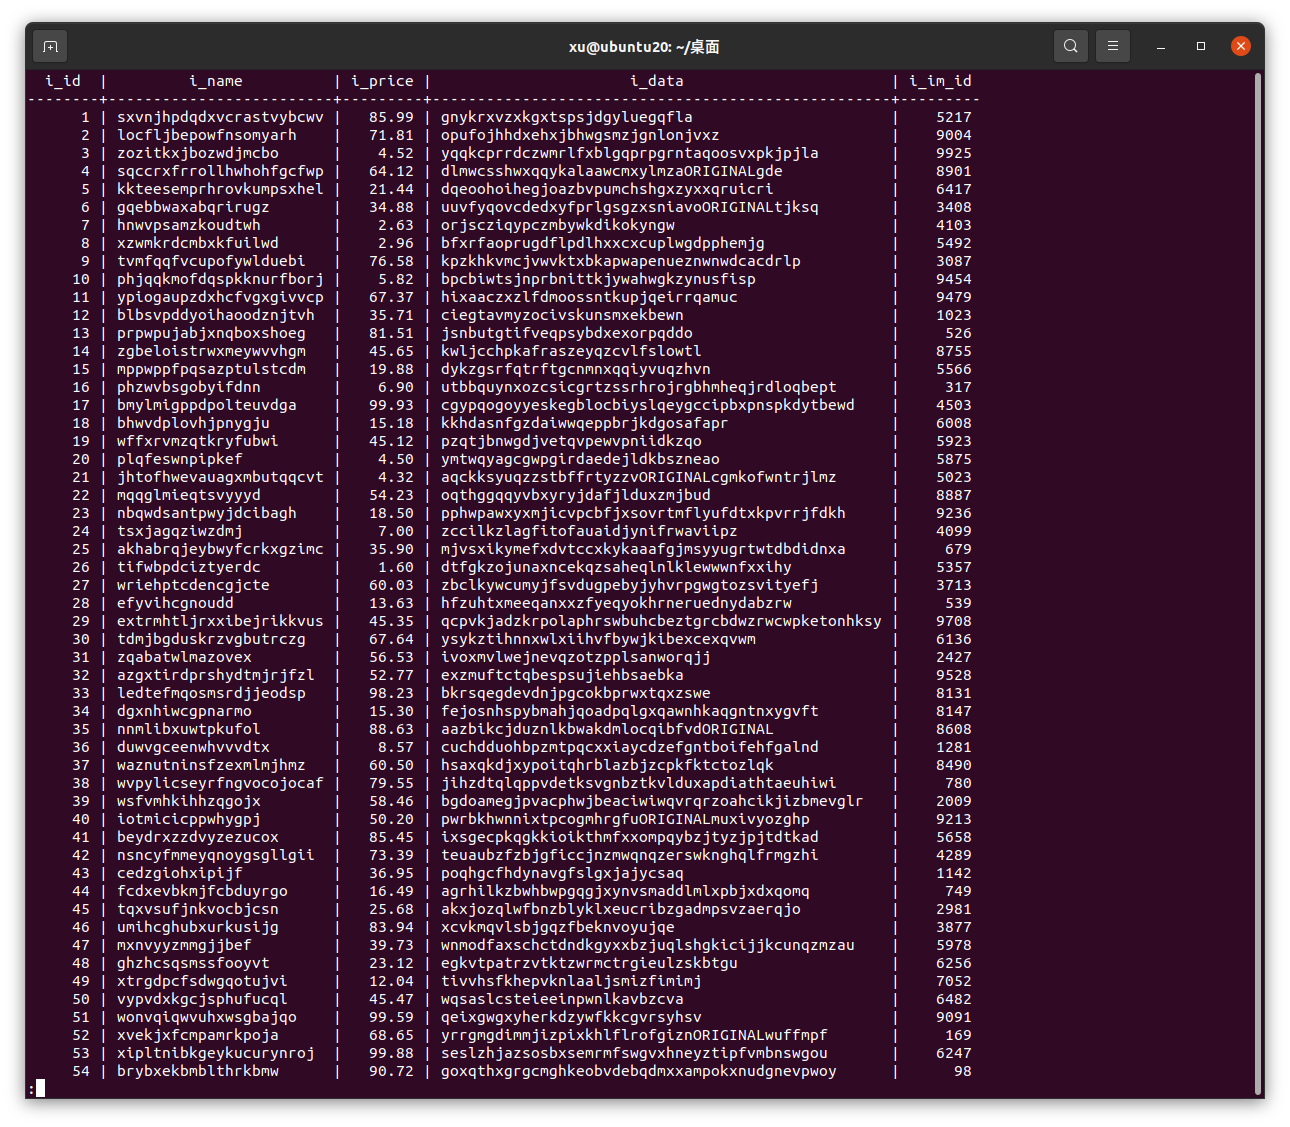 xu@ubuntu20: ~/桌面
i_id | i_name | i_price | i_data | i_im_id
--------+-------------------------+---------+---------------------------------------------------+---------
1 | sxvnjhpdqdxvcrastvybcwv | 85.99 | gnykrxvzxkgxtspsjdgyluegqfla | 5217
2 | locfljbepowfnsomyarh | 71.81 | opufojhhdxehxjbhwgsmzjgnlonjvxz | 9004
3 | zozitkxjbozwdjmcbo | 4.52 | yqqkcprrdczwmrlfxblgqprpgrntaqoosvxpkjpjla | 9925
4 | sqccrxfrrollhwhohfgcfwp | 64.12 | dlmwcsshwxqqykalaawcmxylmzaORIGINALgde | 8901
5 | kkteesemprhrovkumpsxhel | 21.44 | dqeoohoihegjoazbvpumchshgxzyxxqruicri | 6417
6 | gqebbwaxabqrirugz | 34.88 | uuvfyqovcdedxyfprlgsgzxsniavoORIGINALtjksq | 3408
7 | hnwvpsamzkoudtwh | 2.63 | orjscziqypczmbywkdikokyngw | 4103
8 | xzwmkrdcmbxkfuilwd | 2.96 | bfxrfaoprugdflpdlhxxcxcuplwgdpphemjg | 5492
9 | tvmfqqfvcupofywlduebi | 76.58 | kpzkhkvmcjvwvktxbkapwapenueznwnwdcacdrlp | 3087
10 | phjqqkmofdqspkknurfborj | 5.82 | bpcbiwtsjnprbnittkjywahwgkzynusfisp | 9454
11 | ypiogaupzdxhcfvgxgivvcp | 67.37 | hixaaczxzlfdmoossntkupjqeirrqamuc | 9479
12 | blbsvpddyoihaoodznjtvh | 35.71 | ciegtavmyzocivskunsmxekbewn | 1023
13 | prpwpujabjxnqboxshoeg | 81.51 | jsnbutgtifveqpsybdxexorpqddo | 526
14 | zgbeloistrwxmeywvvhgm | 45.65 | kwljcchpkafraszeyqzcvlfslowtl | 8755
15 | mppwppfpqsazptulstcdm | 19.88 | dykzgsrfqtrftgcnmnxqqiyvuqzhvn | 5566
16 | phzwvbsgobyifdnn | 6.90 | utbbquynxozcsicgrtzssrhrojrgbhmheqjrdloqbept | 317
17 | bmylmigppdpolteuvdga | 99.93 | cgypqogoyyeskegblocbiyslqeygccipbxpnspkdytbewd | 4503
18 | bhwvdplovhjpnygju | 15.18 | kkhdasnfgzdaiwwqeppbrjkdgosafapr | 6008
19 | wffxrvmzqtkryfubwi | 45.12 | pzqtjbnwgdjvetqvpewvpniidkzqo | 5923
20 | plqfeswnpipkef | 4.50 | ymtwqyagcgwpgirdaedejldkbszneao | 5875
21 | jhtofhwevauagxmbutqqcvt | 4.32 | aqckksyuqzzstbffrtyzzvORIGINALcgmkofwntrjlmz | 5023
22 | mqqglmieqtsvyyyd | 54.23 | oqthggqqyvbxyryjdafjlduxzmjbud | 8887
23 | nbqwdsantpwyjdcibagh | 18.50 | pphwpawxyxmjicvpcbfjxsovrtmflyufdtxkpvrrjfdkh | 9236
24 | tsxjagqziwzdmj | 7.00 | zccilkzlagfitofauaidjynifrwaviipz | 4099
25 | akhabrqjeybwyfcrkxgzimc | 35.90 | mjvsxikymefxdvtccxkykaaafgjmsyyugrtwtdbdidnxa | 679
26 | tifwbpdciztyerdc | 1.60 | dtfgkzojunaxncekqzsaheqlnlklewwwnfxxihy | 5357
27 | wriehptcdencgjcte | 60.03 | zbclkywcumyjfsvdugpebyjyhvrpgwgtozsvityefj | 3713
28 | efyvihcgnoudd | 13.63 | hfzuhtxmeeqanxxzfyeqyokhrneruednydabzrw | 539
29 | extrmhtljrxxibejrikkvus | 45.35 | qcpvkjadzkrpolaphrswbuhcbeztgrcbdwzrwcwpketonhksy | 9708
30 | tdmjbgduskrzvgbutrczg | 67.64 | ysykztihnnxwlxiihvfbywjkibexcexqvwm | 6136
31 | zqabatwlmazovex | 56.53 | ivoxmvlwejnevqzotzpplsanworqjj | 2427
32 | azgxtirdprshydtmjrjfzl | 52.77 | exzmuftctqbespsujiehbsaebka | 9528
33 | ledtefmqosmsrdjjeodsp | 98.23 | bkrsqegdevdnjpgcokbprwxtqxzswe | 8131
34 | dgxnhiwcgpnarmo | 15.30 | fejosnhspybmahjqoadpqlgxqawnhkaqgntnxygvft | 8147
35 | nnmlibxuwtpkufol | 88.63 | aazbikcjduznlkbwakdmlocqibfvdORIGINAL | 8608
36 | duwvgceenwhvvvdtx | 8.57 | cuchdduohbpzmtpqcxxiaycdzefgntboifehfgalnd | 1281
37 | waznutninsfzexmlmjhmz | 60.50 | hsaxqkdjxypoitqhrblazbjzcpkfktctozlqk | 8490
38 | wvpylicseyrfngvocojocaf | 79.55 | jihzdtqlqppvdetksvgnbztkvlduxapdiathtaeuhiwi | 780
39 | wsfvmhkihhzqgojx | 58.46 | bgdoamegjpvacphwjbeaciwiwqvrqrzoahcikjizbmevglr | 2009
40 | iotmicicppwhygpj | 50.20 | pwrbkhwnnixtpcogmhrgfuORIGINALmuxivyozghp | 9213
41 | beydrxzzdvyzezucox | 85.45 | ixsgecpkqgkkioikthmfxxompqybzjtyzjpjtdtkad | 5658
42 | nsncyfmmeyqnoygsgllgii | 73.39 | teuaubzfzbjgficcjnzmwqnqzerswknghqlfrmgzhi | 4289
43 | cedzgiohxipijf | 36.95 | poqhgcfhdynavgfslgxjajycsaq | 1142
44 | fcdxevbkmjfcbduyrgo | 16.49 | agrhilkzbwhbwpgqgjxynvsmaddlmlxpbjxdxqomq | 749
45 | tqxvsufjnkvocbjcsn | 25.68 | akxjozqlwfbnzblyklxeucribzgadmpsvzaerqjo | 2981
46 | umihcghubxurkusijg | 83.94 | xcvkmqvlsbjgqzfbeknvoyujqe | 3877
47 | mxnvyyzmmgjjbef | 39.73 | wnmodfaxschctdndkgyxxbzjuqlshgkicijjkcunqzmzau | 5978
48 | ghzhcsqsmssfooyvt | 23.12 | egkvtpatrzvtktzwrmctrgieulzskbtgu | 6256
49 | xtrgdpcfsdwgqotujvi | 12.04 | tivvhsfkhepvknlaaljsmizfimimj | 7052
50 | vypvdxkgcjsphufucql | 45.47 | wqsaslcsteieeinpwnlkavbzcva | 6482
51 | wonvqiqwvuhxwsgbajqo | 99.59 | qeixgwgxyherkdzywfkkcgvrsyhsv | 9091
52 | xvekjxfcmpamrkpoja | 68.65 | yrrgmgdimmjizpixkhlflrofgiznORIGINALwuffmpf | 169
53 | xipltnibkgeykucurynroj | 99.88 | seslzhjazsosbxsemrmfswgvxhneyztipfvmbnswgou | 6247
54 | brybxekbmblthrkbmw | 90.72 | goxqthxgrgcmghkeobvdebqdmxxampokxnudgnevpwoy | 98
: